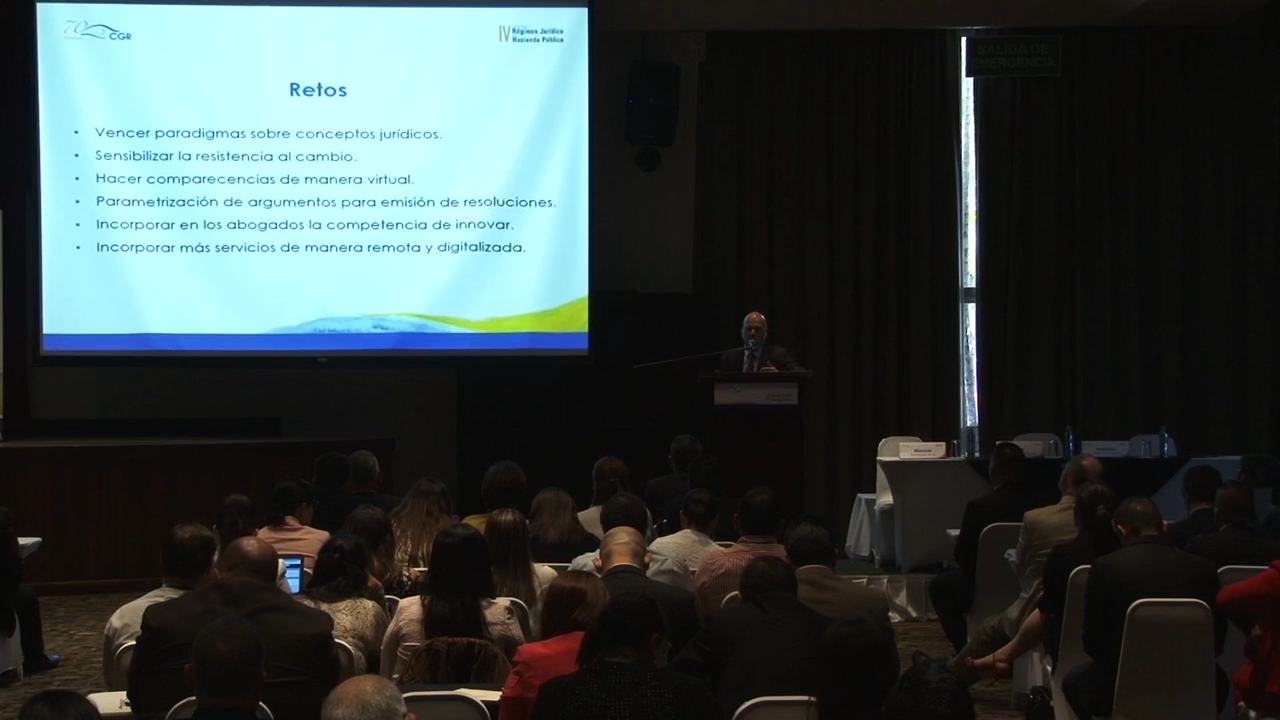 70
CGR
IV
Régimen Jurídico
Hacienda Pública
Retos
• Vencer paradigmas sobre conceptos jurídicos.
• Sensibilizar la resistencia al cambio.
• Hacer comparecencias de manera virtual.
• Parametrización de argumentos para emisión de resoluciones.
• Incorporar en los abogados la competencia de innovar.
• Incorporar más servicios de manera remota y digitalizada.
SALIDA DE
EMERGENCIA